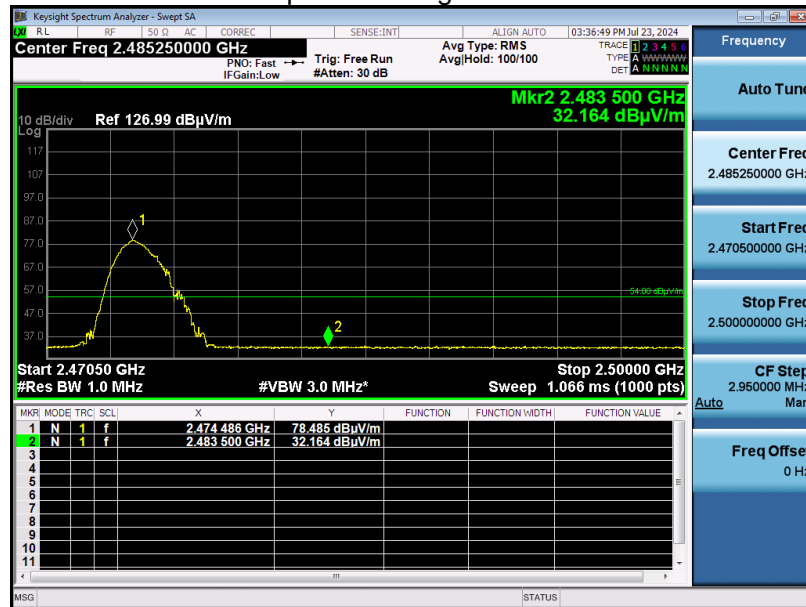 Keysight Spectrum Analyzer - Swept SA
LXI RL RF 50 Ω AC CORREC SENSE:INT ALIGN AUTO 03:36:49 PM Jul 23, 2024
Center Freq 2.485250000 GHz
PNO: Fast
IFGain:Low
Trig: Free Run
#Atten: 30 dB
Avg Type: RMS
Avg|Hold: 100/100
TRACE 1 2 3 4 5 6
TYPE A WWWWW
DET A N N N N N
Mkr2 2.483 500 GHz
32.164 dBµV/m
10 dB/div Ref 126.99 dBµV/m
Log
117
107
97.0
87.0
77.0
67.0
57.0
47.0
37.0
1
2
54.00 dBµV/m
Start 2.47050 GHz Stop 2.50000 GHz
#Res BW 1.0 MHz #VBW 3.0 MHz* Sweep 1.066 ms (1000 pts)
MKR MODE TRC SCL X Y FUNCTION FUNCTION WIDTH FUNCTION VALUE
1 N 1 f 2.474 486 GHz 78.485 dBµV/m
2 N 1 f 2.483 500 GHz 32.164 dBµV/m
3
4
5
6
7
8
9
10
11
MSG STATUS
Frequency
Auto Tune
Center Freq
2.485250000 GHz
Start Freq
2.470500000 GHz
Stop Freq
2.500000000 GHz
CF Step
2.950000 MHz
Auto Man
Freq Offset
0 Hz